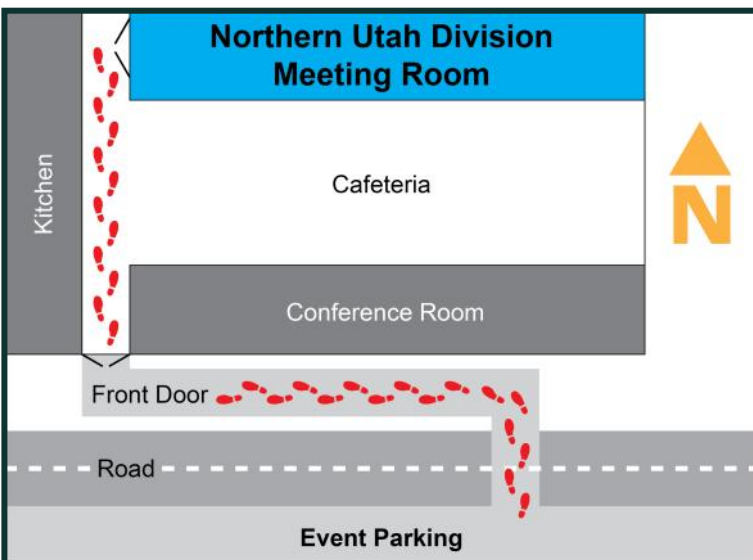 Northern Utah Division
Meeting Room
Kitchen
Cafeteria
N
Conference Room
Front Door
Road
Event Parking